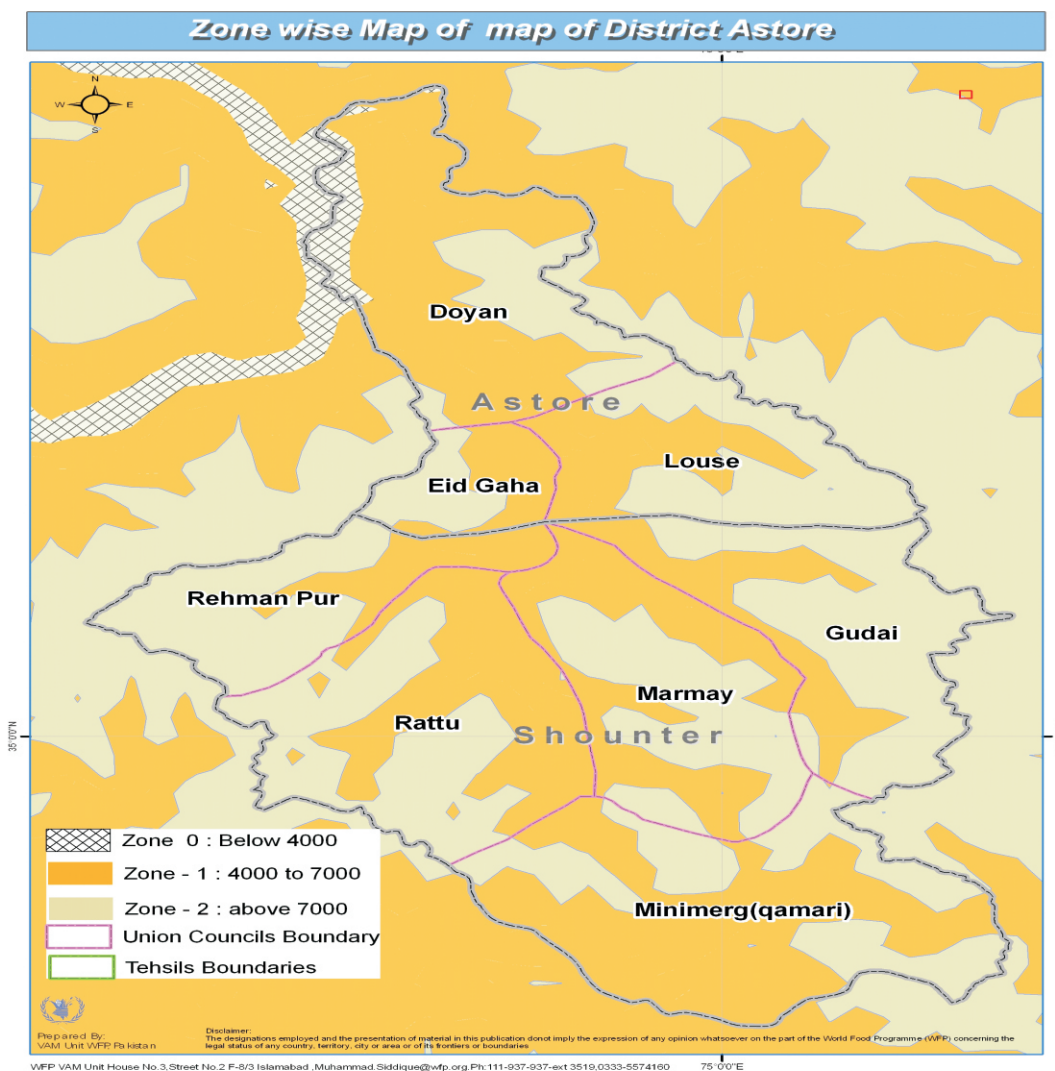 Zone wise Map of map of District Astore
N
W E
S
Doyan
Astore
Louse
Eid Gaha
Rehman Pur
Gudai
Marmay
Rattu
Shounter
35°0'0"N
Zone 0 : Below 4000
Zone - 1 : 4000 to 7000
Zone - 2 : above 7000
Union Councils Boundary
Tehsils Boundaries
Minimerg(qamari)
Prepared By:
VAM Unit WFP, Pakistan
Disclaimer:
The designations employed and the presentation of material in this publication donot imply the expression of any opinion whatsoever on the part of the World Food Programme (WFP) concerning the
legal status of any country, territory, city or area or of its frontiers or boundaries
WFP VAM Unit House No.3,Street No.2 F-8/3 Islamabad ,Muhammad.Siddique@wfp.org.Ph:111-937-937-ext 3519,0333-5574160
75°0'0"E